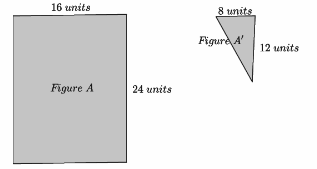 16 units
8 units
Figure A′
12 units
Figure A
24 units